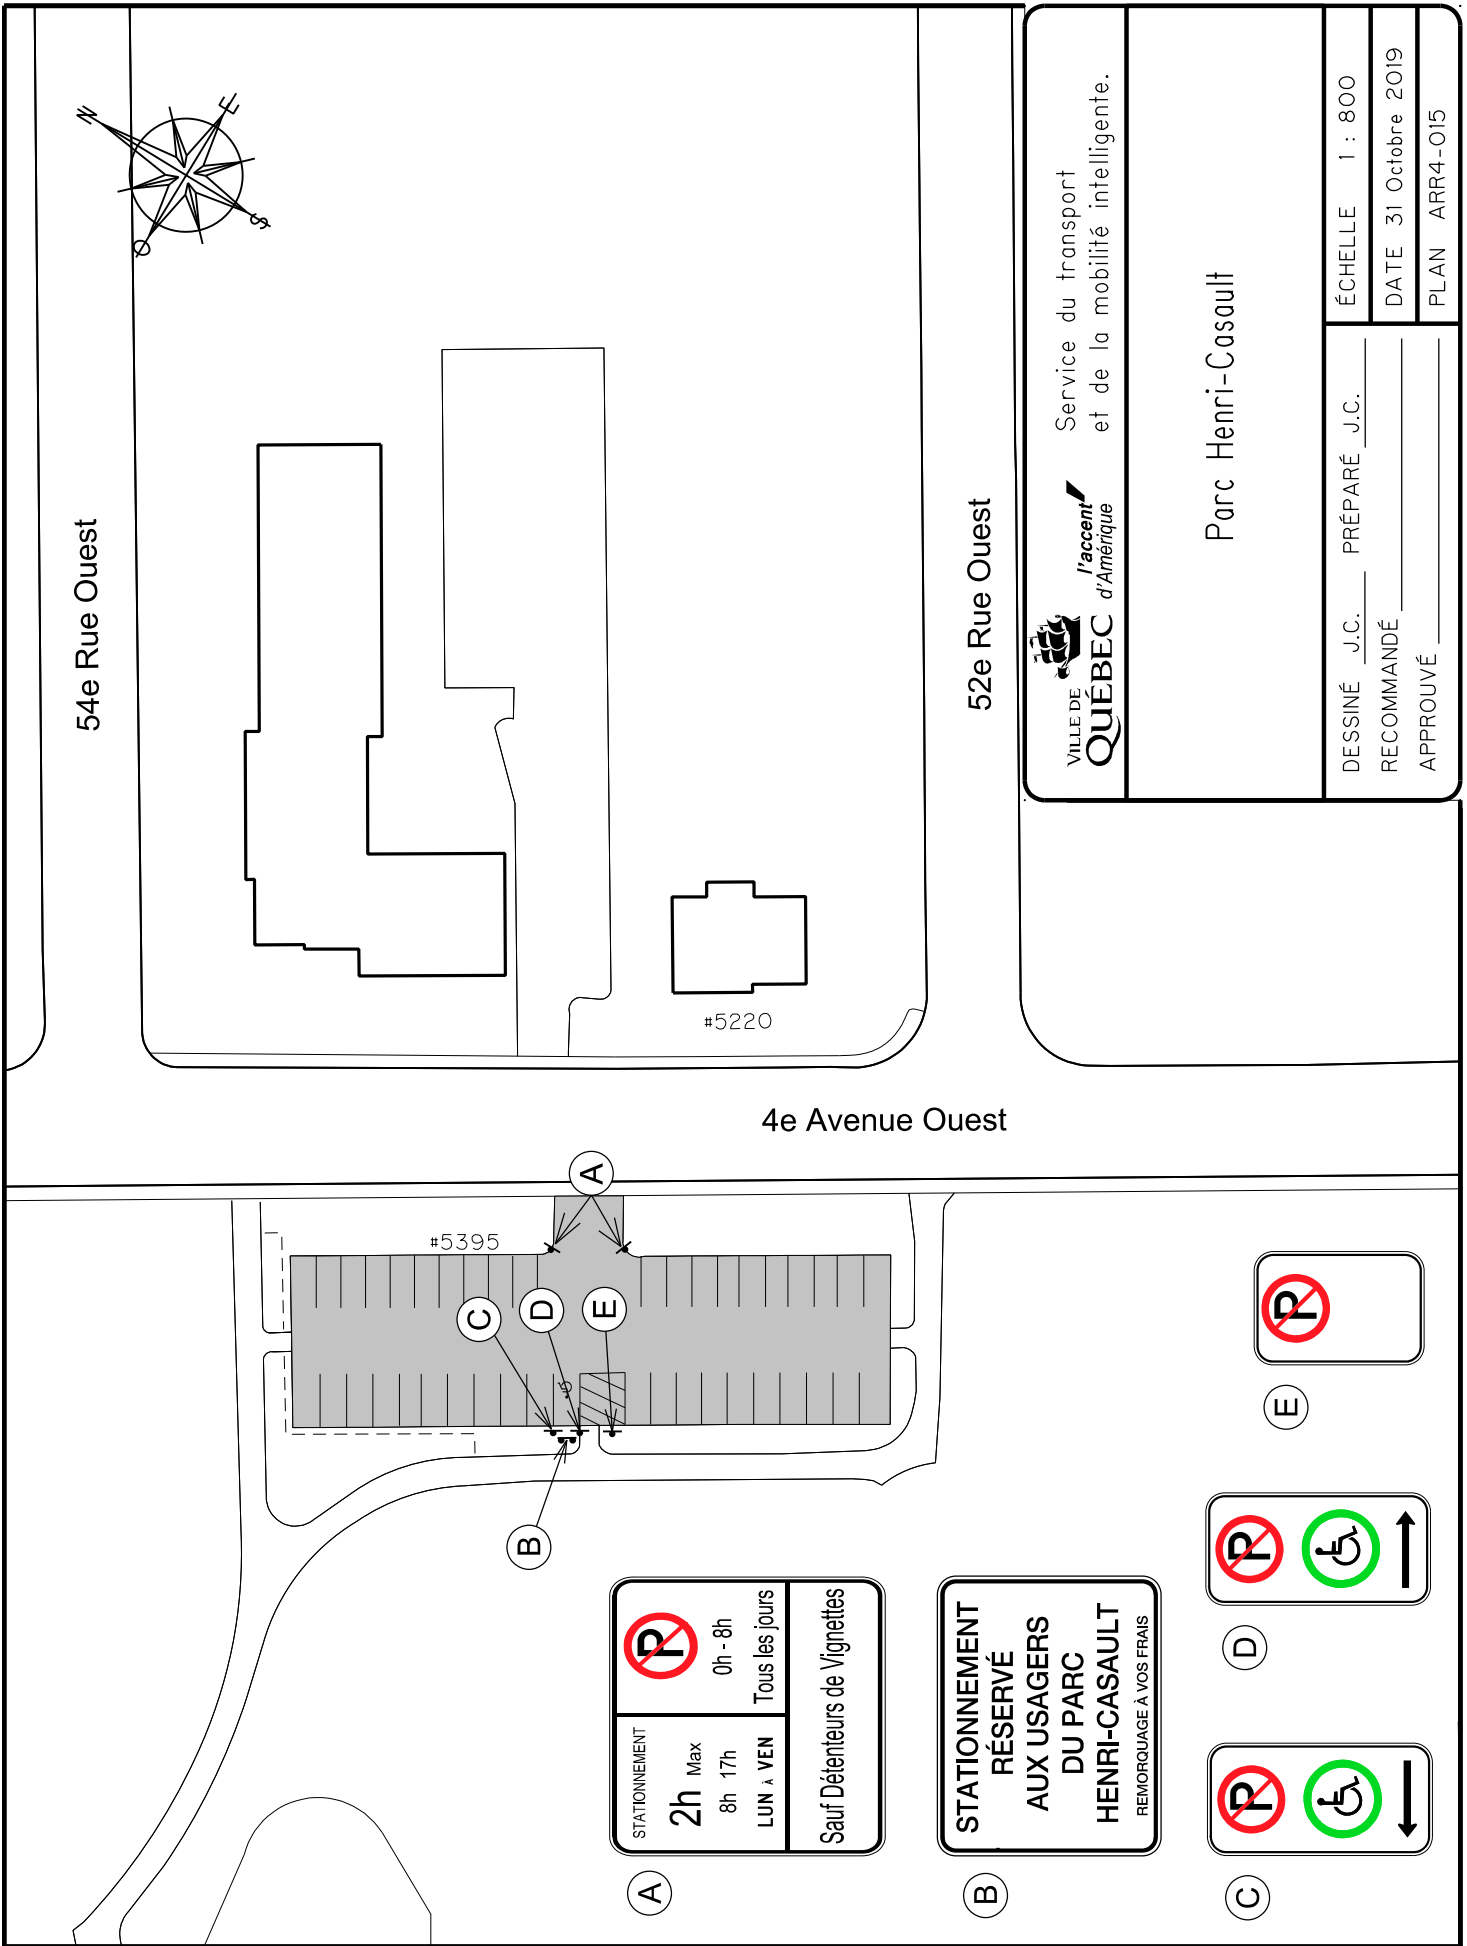 54e Rue Ouest
N
E
S
O
52e Rue Ouest
4e Avenue Ouest
#5220
#5395
A
C
D
E
B
A
STATIONNEMENT
2h Max
8h 17h
LUN À VEN
P
0h - 8h
Tous les jours
Sauf Détenteurs de Vignettes
B
STATIONNEMENT
RÉSERVÉ
AUX USAGERS
DU PARC
HENRI-CASAULT
REMORQUAGE À VOS FRAIS
C
P
D
P
E
P
VILLE DE
QUÉBEC
l'accent
d'Amérique
Service du transport
et de la mobilité intelligente.
Parc Henri-Casault
DESSINÉ J.C. PRÉPARÉ J.C.
RECOMMANDÉ
APPROUVÉ
ÉCHELLE 1 : 800
DATE 31 Octobre 2019
PLAN ARR4-015